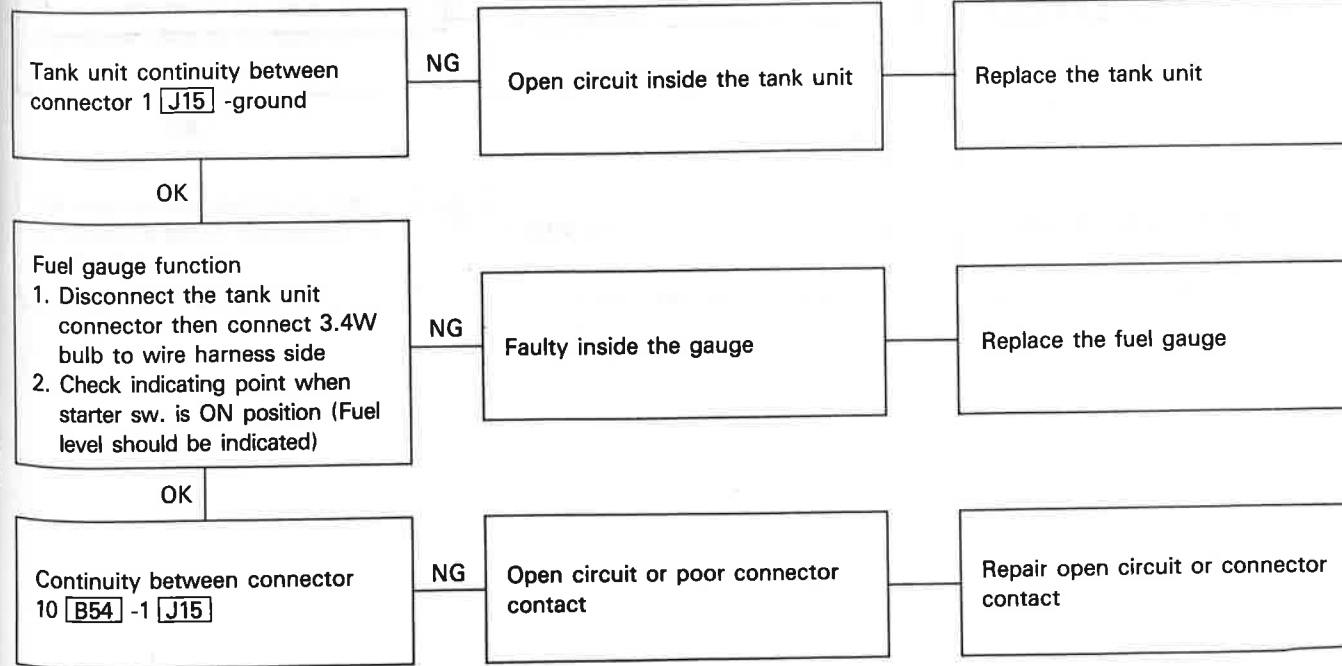 Tank unit continuity between
connector 1 J15 -ground
NG
Open circuit inside the tank unit
Replace the tank unit
OK
Fuel gauge function
1. Disconnect the tank unit
connector then connect 3.4W
bulb to wire harness side
2. Check indicating point when
starter sw. is ON position (Fuel
level should be indicated)
NG
Faulty inside the gauge
Replace the fuel gauge
OK
Continuity between connector
10 B54 -1 J15
NG
Open circuit or poor connector
contact
Repair open circuit or connector
contact